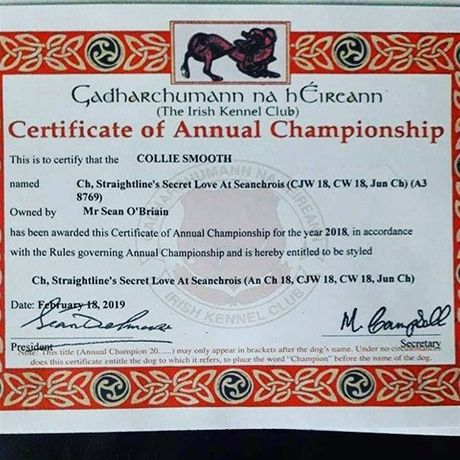 Gadharchumann na hÉireann
(The Irish Kennel Club)
Certificate of Annual Championship
This is to certify that the COLLIE SMOOTH
named Ch, Straightline's Secret Love At Seanchrois (CJW 18, CW 18, Jun Ch) (A3
8769)
Owned by Mr Sean O'Briain
has been awarded this Certificate of Annual Championship for the year 2018, in accordance
with the Rules governing Annual Championship and is hereby entitled to be styled
Ch, Straightline's Secret Love At Seanchrois (An Ch 18, CJW 18, CW 18, Jun Ch)
Date: February 18, 2019
Sean M. Campbell
President Secretary
Note: This title (Annual Champion 20......) may only appear in brackets after the dog's name. Under no circumstances
does this certificate entitle the dog to which it refers, to place the word "Champion" before the name of the dog.
IRISH KENNEL CLUB